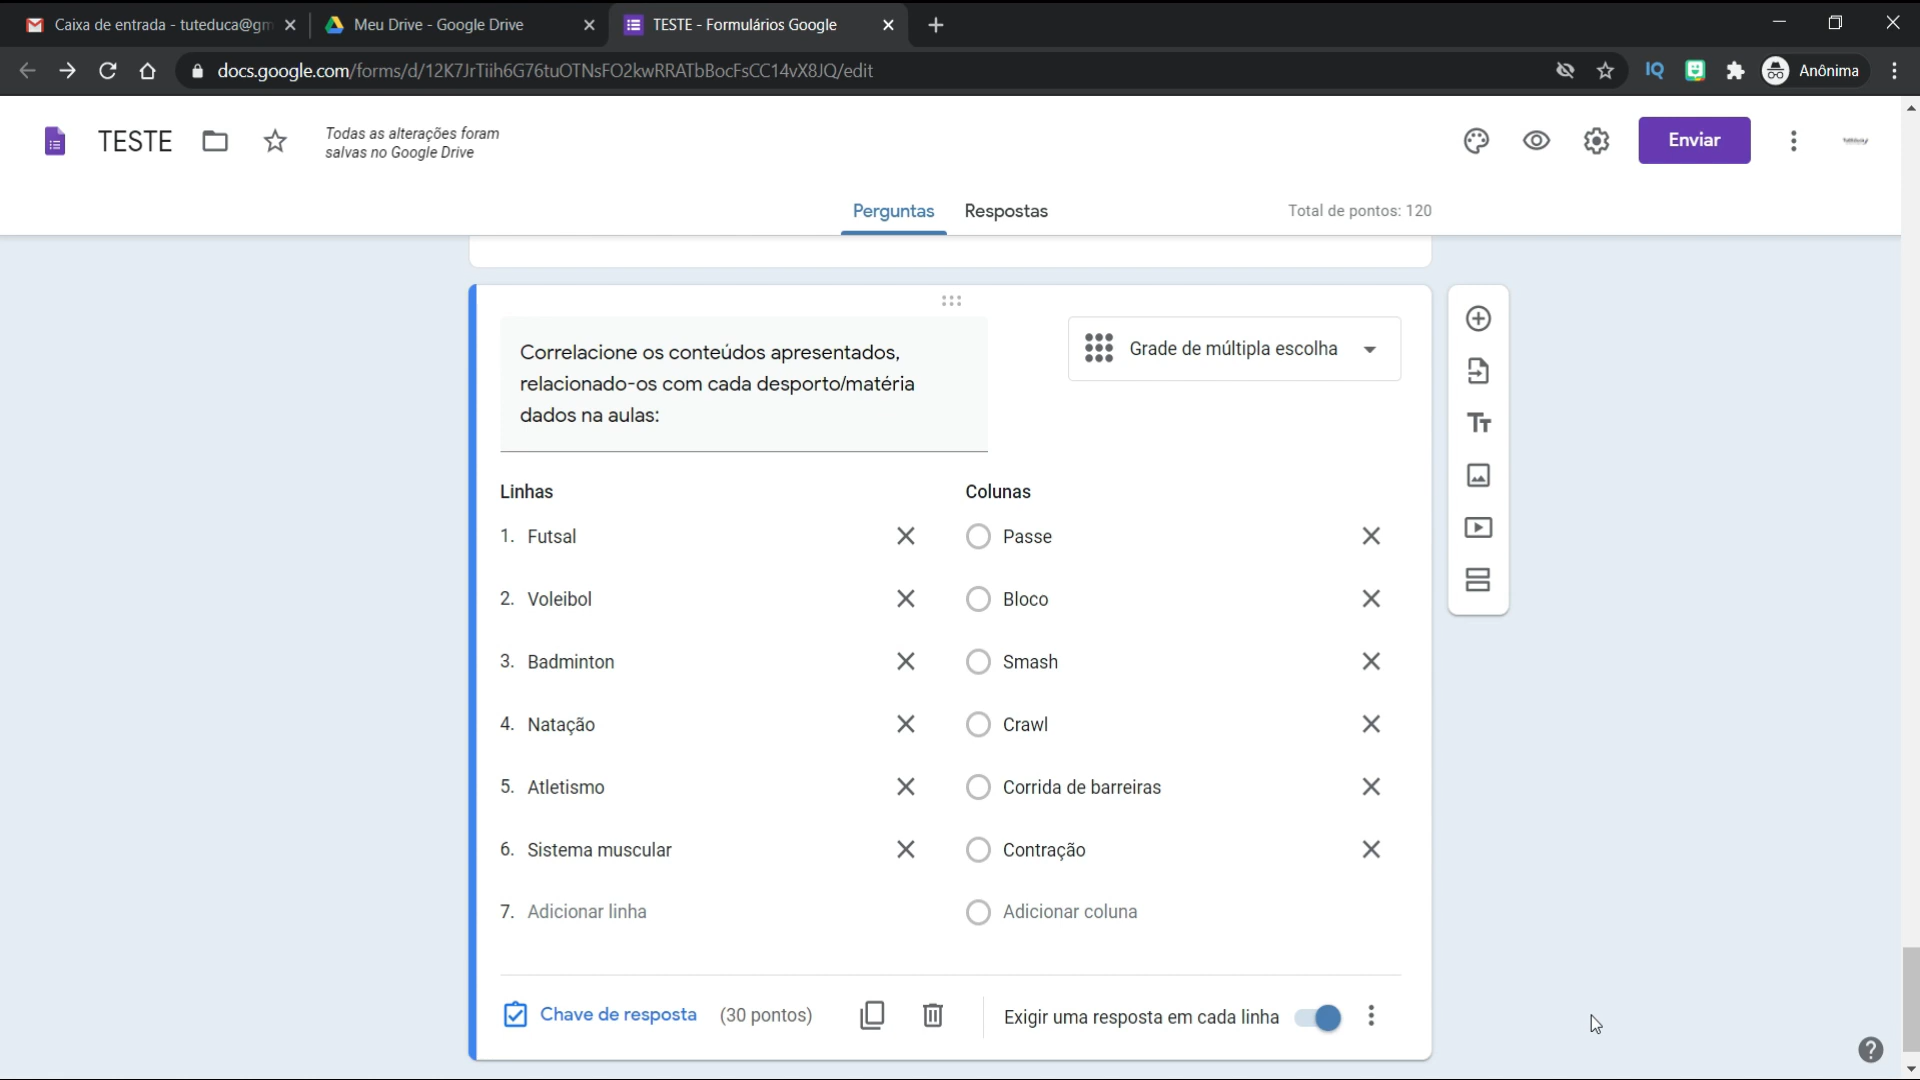 Caixa de entrada - tuteduca@gm
Meu Drive - Google Drive
TESTE - Formulários Google
docs.google.com/forms/d/12K7JrTiih6G76tuOTNsFO2kwRRATbBocFsCC14vX8JQ/edit
IQ
Anônima
TESTE
Todas as alterações foram
salvas no Google Drive
Enviar
Perguntas
Respostas
Total de pontos: 120
Correlacione os conteúdos apresentados,
relacionado-os com cada desporto/matéria
dados na aulas:
Grade de múltipla escolha
Tт
Linhas
Colunas
1. Futsal
Passe
2. Voleibol
Bloco
3. Badminton
Smash
4. Natação
Crawl
5. Atletismo
Corrida de barreiras
6. Sistema muscular
Contração
7. Adicionar linha
Adicionar coluna
Chave de resposta (30 pontos)
Exigir uma resposta em cada linha